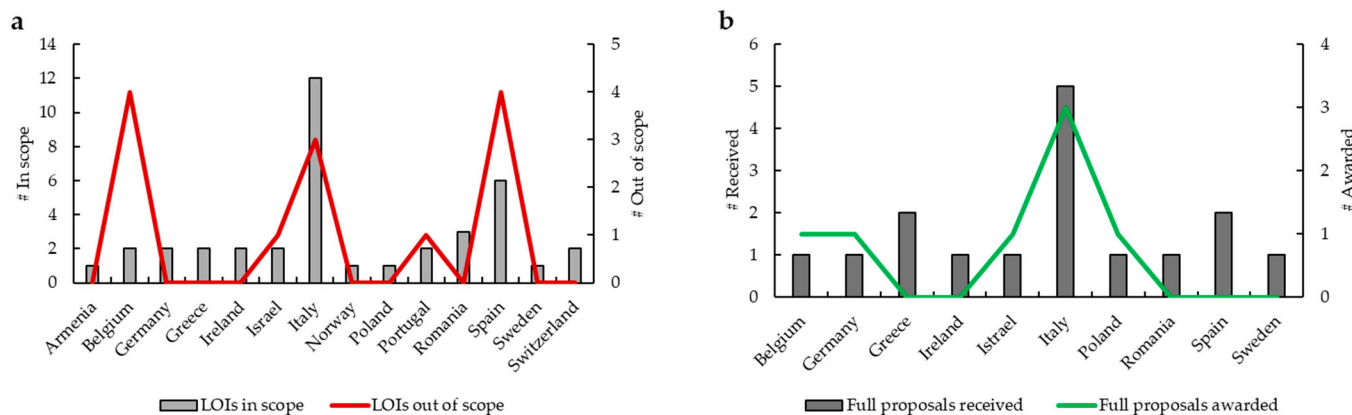 a
14
12
10
8
6
4
2
0
# In scope
5
4
3
2
1
0
# Out of scope
Armenia
Belgium
Germany
Greece
Ireland
Israel
Italy
Norway
Poland
Portugal
Romania
Spain
Sweden
Switzerland
LOIs in scope
LOIs out of scope
b
6
5
4
3
2
1
0
# Received
4
3
2
1
0
# Awarded
Belgium
Germany
Greece
Ireland
Istrael
Italy
Poland
Romania
Spain
Sweden
Full proposals received
Full proposals awarded